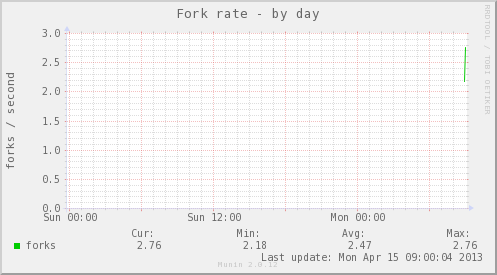 Fork rate - by day
RRDTOOL / TOBI OETIKER
forks / second
3.0
2.5
2.0
1.5
1.0
0.5
0.0
Sun 00:00 Sun 12:00 Mon 00:00
Cur: Min: Avg: Max:
forks 2.76 2.18 2.47 2.76
Last update: Mon Apr 15 09:00:04 2013
Munin 2.0.12